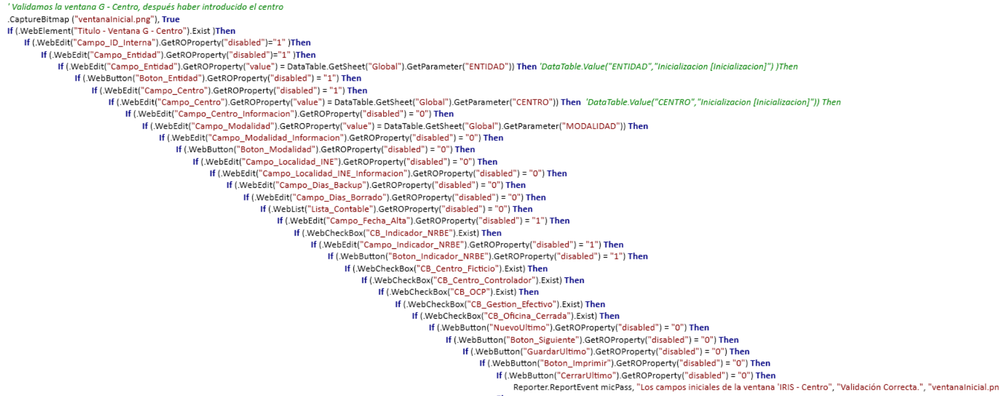 ' Validamos la ventana G - Centro, después haber introducido el centro
.CaptureBitmap ("ventanaInicial.png"), True
If (.WebElement("Titulo - Ventana G - Centro").Exist )Then
If (.WebEdit("Campo_ID_Interna").GetROProperty("disabled")="1" )Then
If (.WebEdit("Campo_Entidad").GetROProperty("disabled")="1" )Then
If (.WebEdit("Campo_Entidad").GetROProperty("value") = DataTable.GetSheet("Global").GetParameter("ENTIDAD")) Then 'DataTable.Value("ENTIDAD","Inicializacion [Inicializacion]") )Then
If (.WebButton("Boton_Entidad").GetROProperty("disabled") = "1") Then
If (.WebEdit("Campo_Centro").GetROProperty("disabled") = "1") Then
If (.WebEdit("Campo_Centro").GetROProperty("value") = DataTable.GetSheet("Global").GetParameter("CENTRO")) Then 'DataTable.Value("CENTRO","Inicializacion [Inicializacion]")) Then
If (.WebEdit("Campo_Centro_Informacion").GetROProperty("disabled") = "0") Then
If (.WebEdit("Campo_Modalidad").GetROProperty("value") = DataTable.GetSheet("Global").GetParameter("MODALIDAD")) Then
If (.WebEdit("Campo_Modalidad_Informacion").GetROProperty("disabled") = "0") Then
If (.WebButton("Boton_Modalidad").GetROProperty("disabled") = "0") Then
If (.WebEdit("Campo_Localidad_INE").GetROProperty("disabled") = "0") Then
If (.WebEdit("Campo_Localidad_INE_Informacion").GetROProperty("disabled") = "0") Then
If (.WebEdit("Campo_Dias_Backup").GetROProperty("disabled") = "0") Then
If (.WebEdit("Campo_Dias_Borrado").GetROProperty("disabled") = "0") Then
If (.WebList("Lista_Contable").GetROProperty("disabled") = "0") Then
If (.WebEdit("Campo_Fecha_Alta").GetROProperty("disabled") = "1") Then
If (.WebCheckBox("CB_Indicador_NRBE").Exist) Then
If (.WebEdit("Campo_Indicador_NRBE").GetROProperty("disabled") = "1") Then
If (.WebButton("Boton_Indicador_NRBE").GetROProperty("disabled") = "1") Then
If (.WebCheckBox("CB_Centro_Ficticio").Exist) Then
If (.WebCheckBox("CB_Centro_Controlador").Exist) Then
If (.WebCheckBox("CB_OCP").Exist) Then
If (.WebCheckBox("CB_Gestion_Efectivo").Exist) Then
If (.WebCheckBox("CB_Oficina_Cerrada").Exist) Then
If (.WebButton("NuevoUltimo").GetROProperty("disabled") = "0") Then
If (.WebButton("Boton_Siguiente").GetROProperty("disabled") = "0") Then
If (.WebButton("GuardarUltimo").GetROProperty("disabled") = "0") Then
If (.WebButton("Boton_Imprimir").GetROProperty("disabled") = "0") Then
If (.WebButton("CerrarUltimo").GetROProperty("disabled") = "0") Then
Reporter.ReportEvent micPass, "Los campos iniciales de la ventana 'IRIS - Centro", "Validación Correcta.", "ventanaInicial.pn